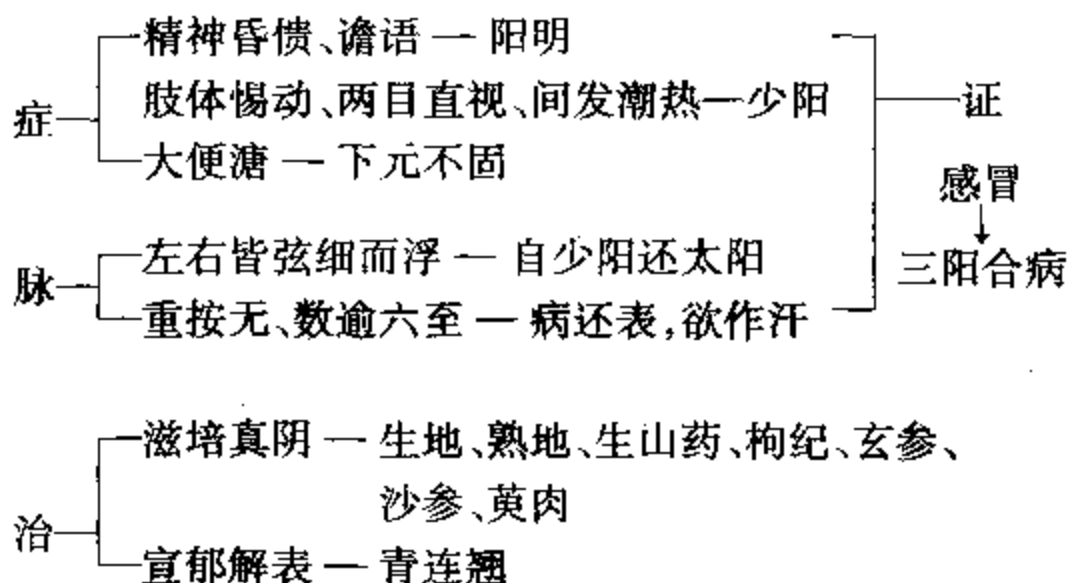 精神昏愦、谵语 — 阳明
肢体惕动、两目直视、间发潮热—少阳
症
大便溏 — 下元不固
证
感冒
三阳合病
左右皆弦细而浮 — 自少阳还太阳
脉
重按无、数逾六至 — 病还表,欲作汗
滋培真阴 — 生地、熟地、生山药、枸纪、玄参、
沙参、萸肉
治
宣郁解表 — 青连翘